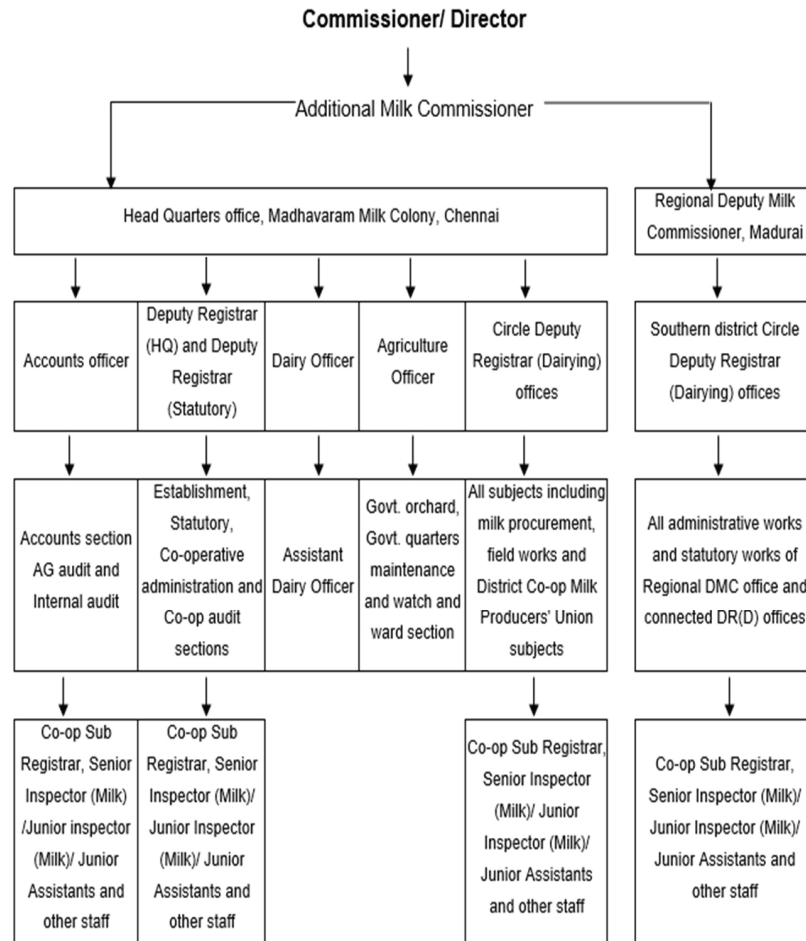 Commissioner/ Director
Additional Milk Commissioner
Head Quarters office, Madhavaram Milk Colony, Chennai
Regional Deputy Milk
Commissioner, Madurai
Accounts officer
Deputy Registrar
(HQ) and Deputy
Registrar
(Statutory)
Dairy Officer
Agriculture
Officer
Circle Deputy
Registrar (Dairying)
offices
Southern district Circle
Deputy Registrar
(Dairying) offices
Accounts section
AG audit and
Internal audit
Establishment,
Statutory,
Co-operative
administration and
Co-op audit
sections
Assistant
Dairy Officer
Govt. orchard,
Govt. quarters
maintenance
and watch and
ward section
All subjects including
milk procurement,
field works and
District Co-op Milk
Producers' Union
subjects
All administrative works
and statutory works of
Regional DMC office and
connected DR(D) offices
Co-op Sub
Registrar, Senior
Inspector (Milk)
/Junior inspector
(Milk)/ Junior
Assistants and
other staff
Co-op Sub
Registrar, Senior
Inspector (Milk)/
Junior Inspector
(Milk)/ Junior
Assistants and
other staff
Co-op Sub Registrar,
Senior Inspector
(Milk)/ Junior
Inspector (Milk)/
Junior Assistants
and other staff
Co-op Sub Registrar,
Senior Inspector (Milk)/
Junior Inspector (Milk)/
Junior Assistants and
other staff